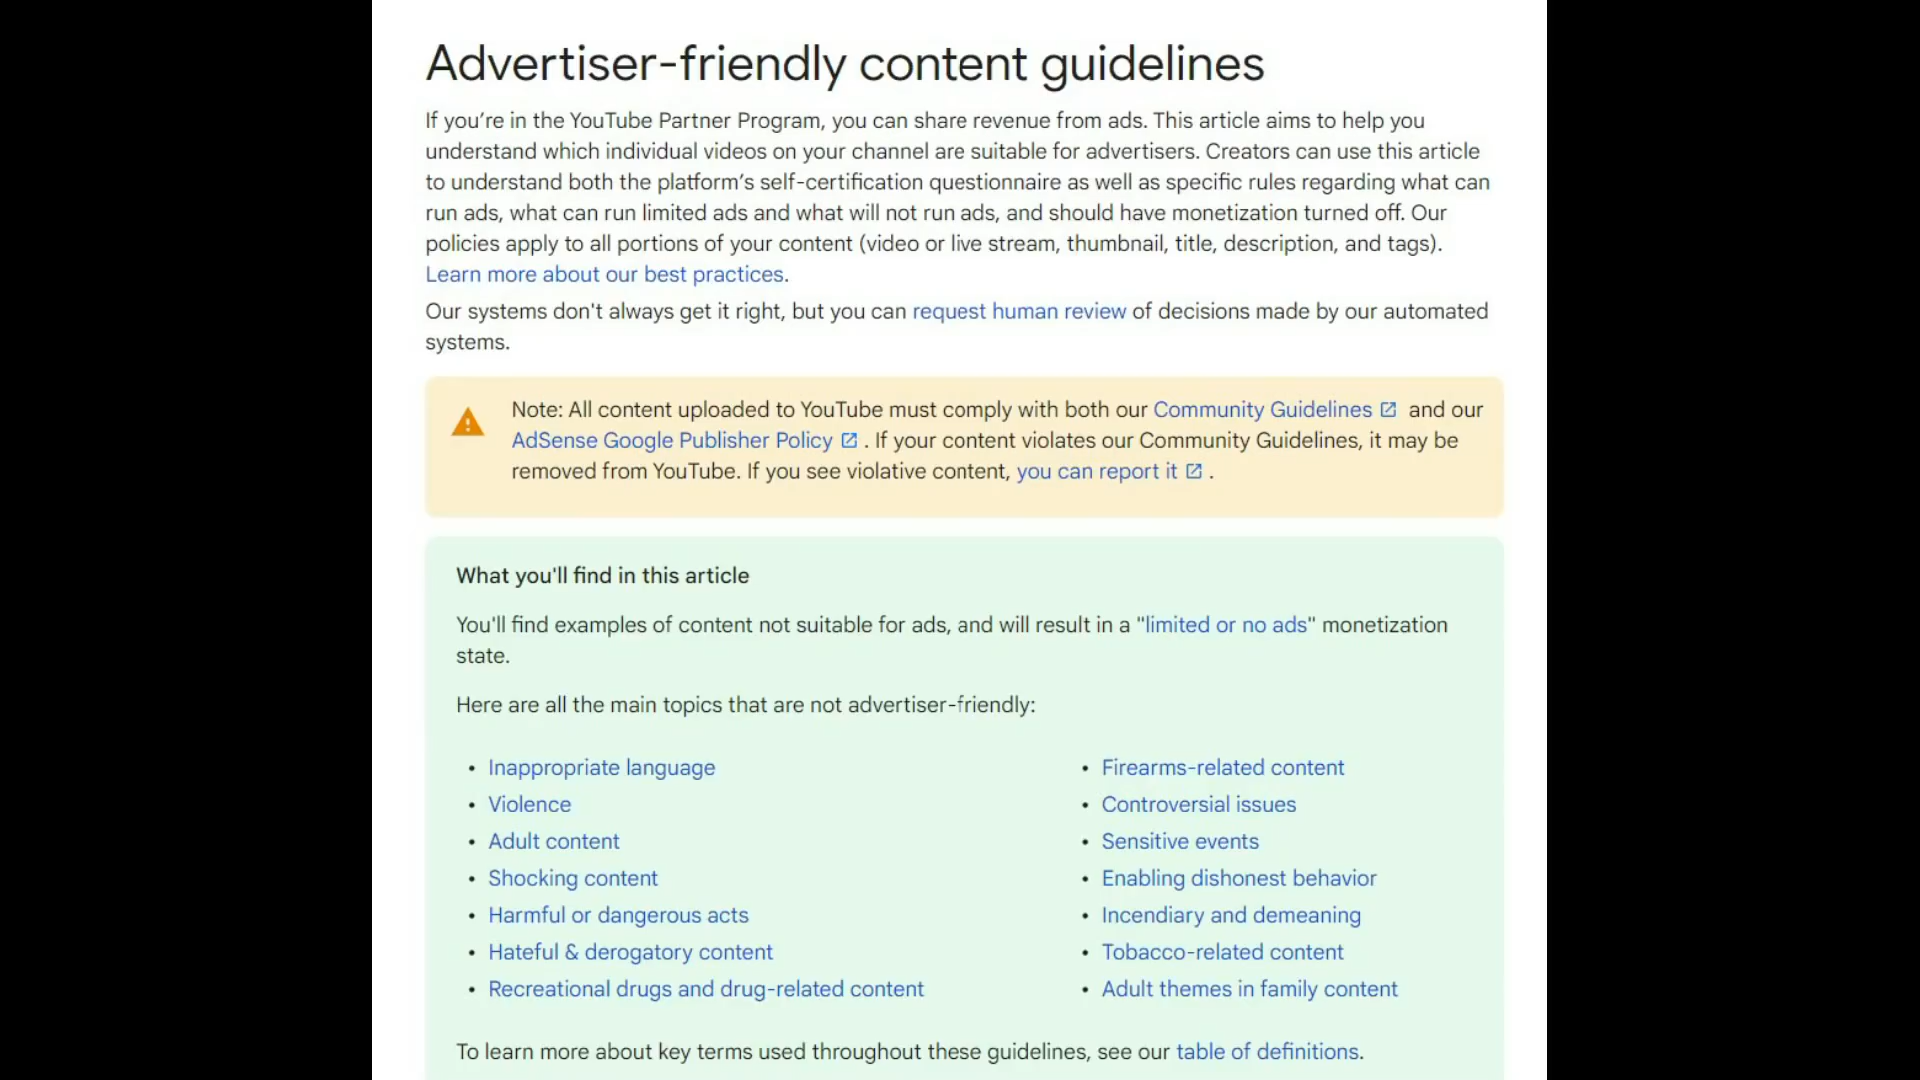 Advertiser-friendly content guidelines
If you're in the YouTube Partner Program, you can share revenue from ads. This article aims to help you
understand which individual videos on your channel are suitable for advertisers. Creators can use this article
to understand both the platform's self-certification questionnaire as well as specific rules regarding what can
run ads, what can run limited ads and what will not run ads, and should have monetization turned off. Our
policies apply to all portions of your content (video or live stream, thumbnail, title, description, and tags).
Learn more about our best practices.
Our systems don't always get it right, but you can request human review of decisions made by our automated
systems.
Note: All content uploaded to YouTube must comply with both our Community Guidelines and our
AdSense Google Publisher Policy . If your content violates our Community Guidelines, it may be
removed from YouTube. If you see violative content, you can report it .
What you'll find in this article
You'll find examples of content not suitable for ads, and will result in a "limited or no ads" monetization
state.
Here are all the main topics that are not advertiser-friendly:
• Inappropriate language
• Violence
• Adult content
• Shocking content
• Harmful or dangerous acts
• Hateful & derogatory content
• Recreational drugs and drug-related content
• Firearms-related content
• Controversial issues
• Sensitive events
• Enabling dishonest behavior
• Incendiary and demeaning
• Tobacco-related content
• Adult themes in family content
To learn more about key terms used throughout these guidelines, see our table of definitions.